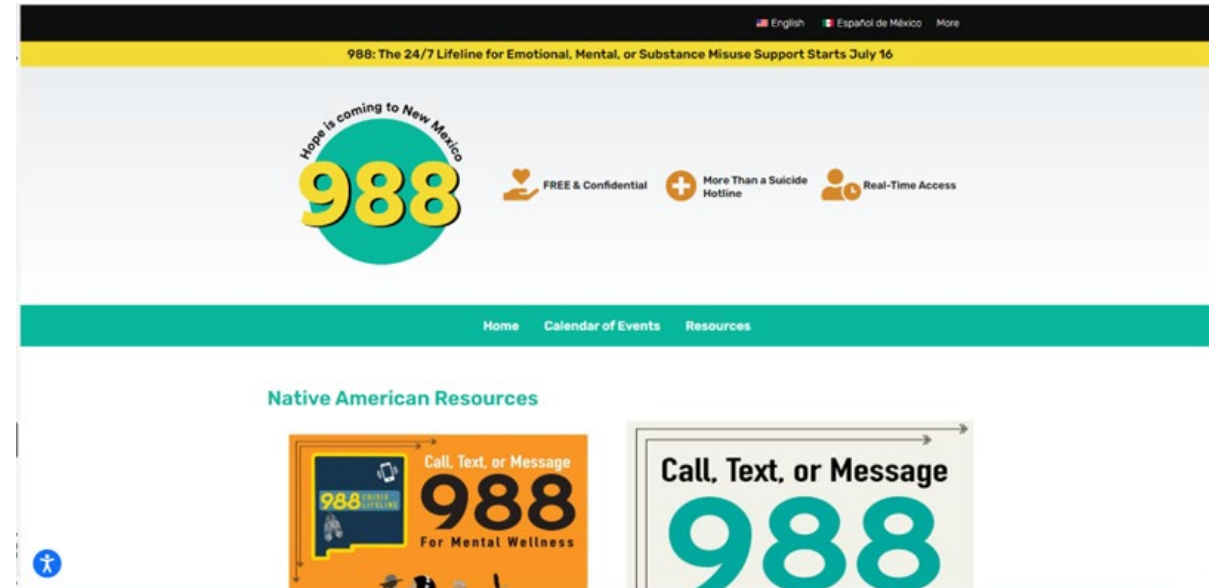 English Español de México More
988: The 24/7 Lifeline for Emotional, Mental, or Substance Misuse Support Starts July 16
Hope is coming to New Mexico
988
FREE & Confidential
More Than a Suicide
Hotline
Real-Time Access
Home Calendar of Events Resources
Native American Resources
Call, Text, or Message
988
For Mental Wellness
988 CRISIS
LIFELINE
Call, Text, or Message
988